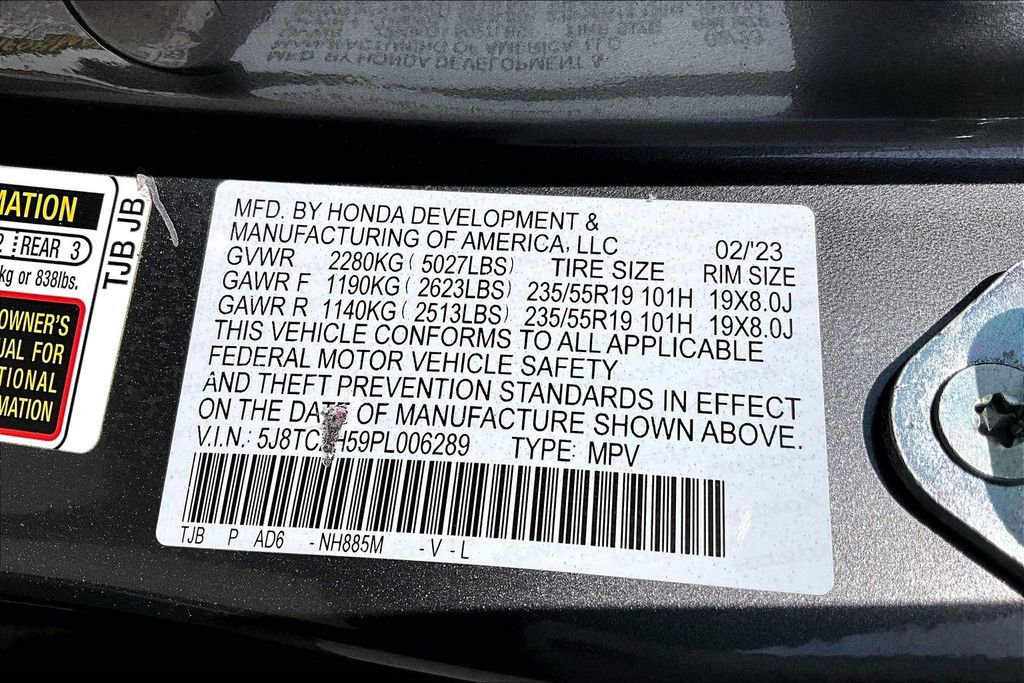 MATION
2 REAR 3
kg or 838lbs.
OWNER'S
UAL FOR
TIONAL
MATION
TJB JB
MFD. BY HONDA DEVELOPMENT &
MANUFACTURING OF AMERICA, LLC 02/'23
GVWR 2280KG ( 5027LBS) TIRE SIZE RIM SIZE
GAWR F 1190KG ( 2623LBS) 235/55R19 101H 19X8.0J
GAWR R 1140KG ( 2513LBS) 235/55R19 101H 19X8.0J
THIS VEHICLE CONFORMS TO ALL APPLICABLE
FEDERAL MOTOR VEHICLE SAFETY
AND THEFT PREVENTION STANDARDS IN EFFECT
ON THE DATE OF MANUFACTURE SHOWN ABOVE.
V.I.N.: TYPE: MPV
TJB P AD6 -NH885M -V-L